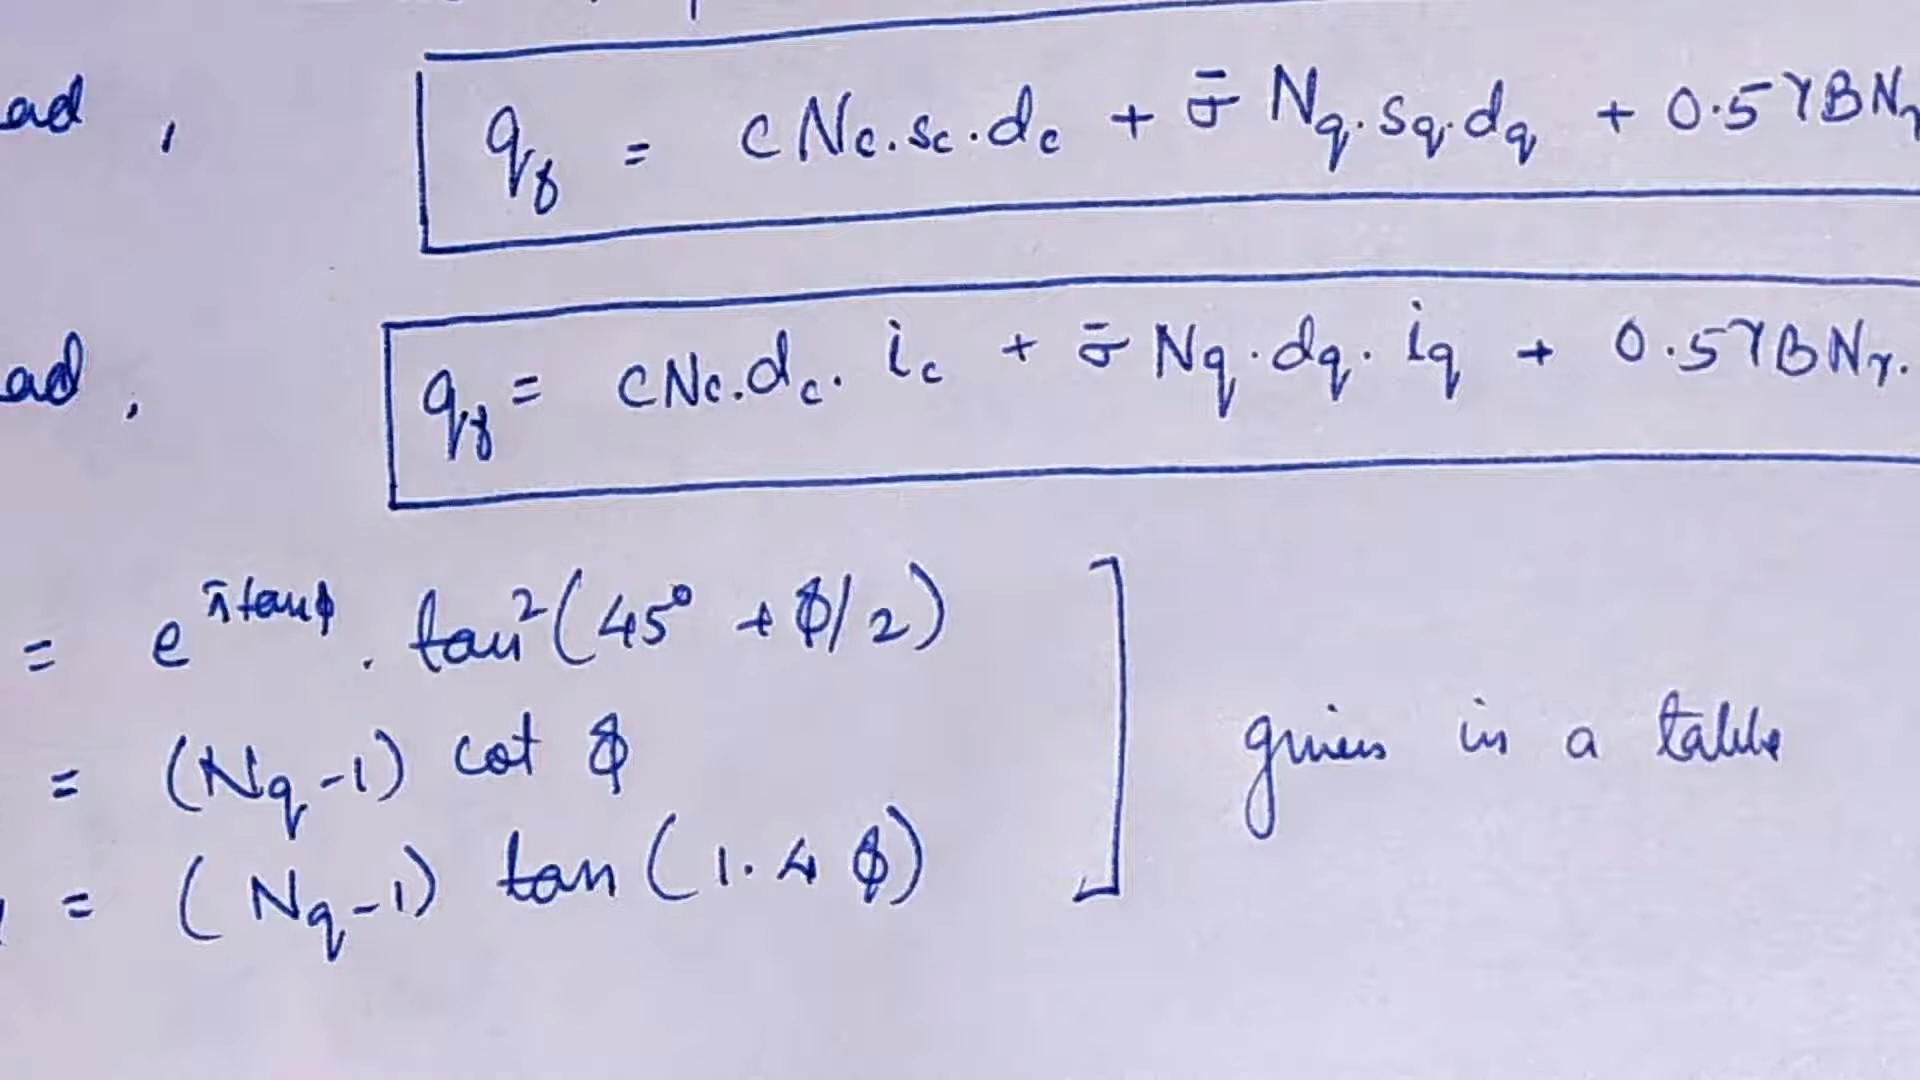 ad , q_f = cNc.sc.dc + σ̄ Nq.sq.dq + 0.5γBNγ
ad , q_f = cNc.dc.ic + σ̄ Nq.dq.iq + 0.5γBNγ.
= e^(π tanϕ) . tan²(45° + ϕ/2)
= (Nq-1) cot ϕ
given in a table
= (Nq-1) tan(1.4 ϕ)